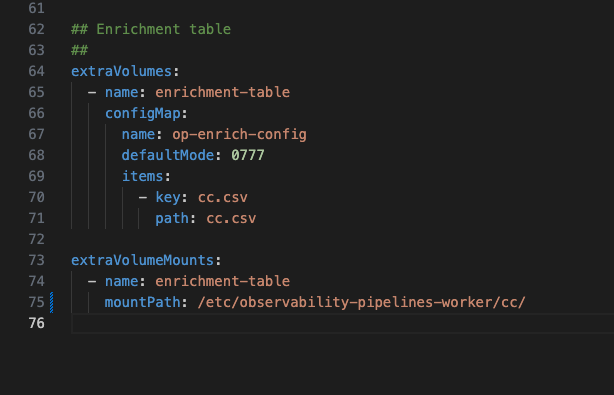 61
62 ## Enrichment table
63 ##
64 extraVolumes:
65 - name: enrichment-table
66 configMap:
67 name: op-enrich-config
68 defaultMode: 0777
69 items:
70 - key: cc.csv
71 path: cc.csv
72
73 extraVolumeMounts:
74 - name: enrichment-table
75 mountPath: /etc/observability-pipelines-worker/cc/
76